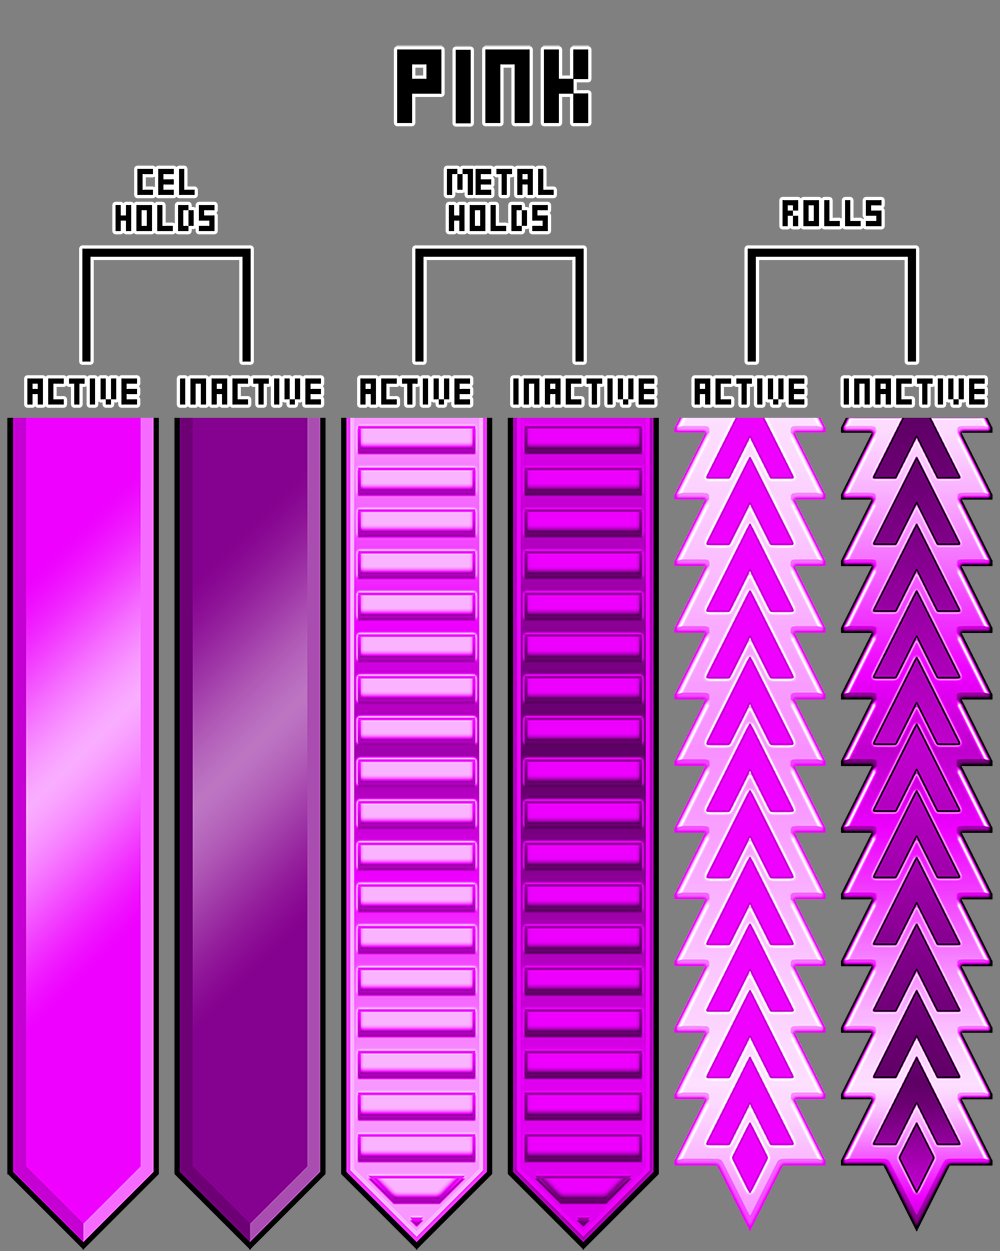 PINK
CEL
HOLDS
METAL
HOLDS
ROLLS
ACTIVE
INACTIVE
ACTIVE
INACTIVE
ACTIVE
INACTIVE